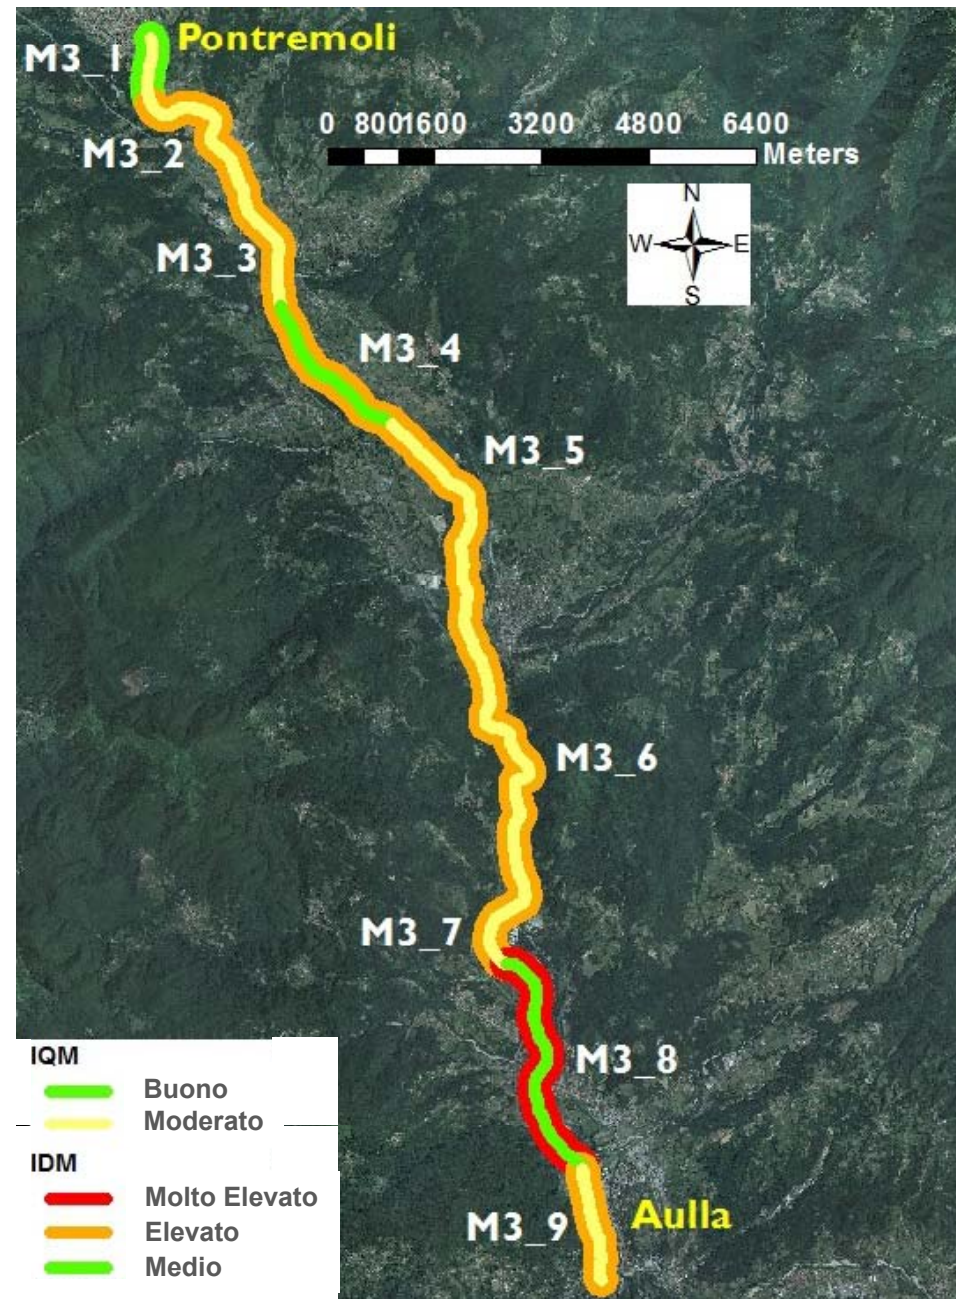 Pontremoli
M3_1
0 800 1600 3200 4800 6400
Meters
M3_2
N
W E
S
M3_3
M3_4
M3_5
M3_6
M3_7
M3_8
IQM
Buono
Moderato
IDM
Molto Elevato
Elevato
Medio
M3_9
Aulla